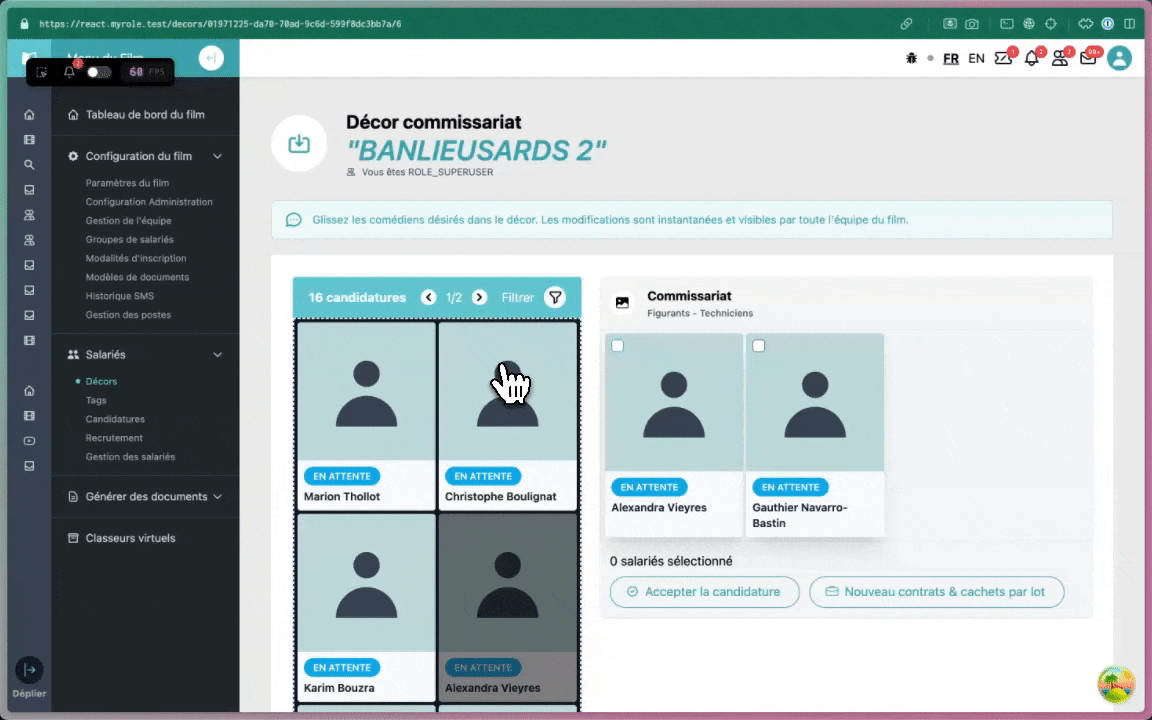 https://react.myrole.test/decors/01971225-da70-70ad-9c6d-599f8dc3bb7a/6
FR EN 1 2 2 99+
2 60 FPS
Tableau de bord du film
Configuration du film
Paramètres du film
Configuration Administration
Gestion de l'équipe
Groupes de salariés
Modalités d'inscription
Modèles de documents
Historique SMS
Gestion des postes
Salariés
Décors
Tags
Candidatures
Recrutement
Gestion des salariés
Générer des documents
Classeurs virtuels
Déplier
Décor commissariat
"BANLIEUSARDS 2"
Vous êtes ROLE_SUPERUSER
Glissez les comédiens désirés dans le décor. Les modifications sont instantanées et visibles par toute l'équipe du film.
16 candidatures 1/2 Filtrer
EN ATTENTE
Marion Thollot
EN ATTENTE
Christophe Boulignat
EN ATTENTE
Karim Bouzra
EN ATTENTE
Alexandra Vieyres
Commissariat
Figurants - Techniciens
EN ATTENTE
Alexandra Vieyres
EN ATTENTE
Gauthier Navarro-
Bastin
0 salariés sélectionné
Accepter la candidature
Nouveau contrats & cachets par lot